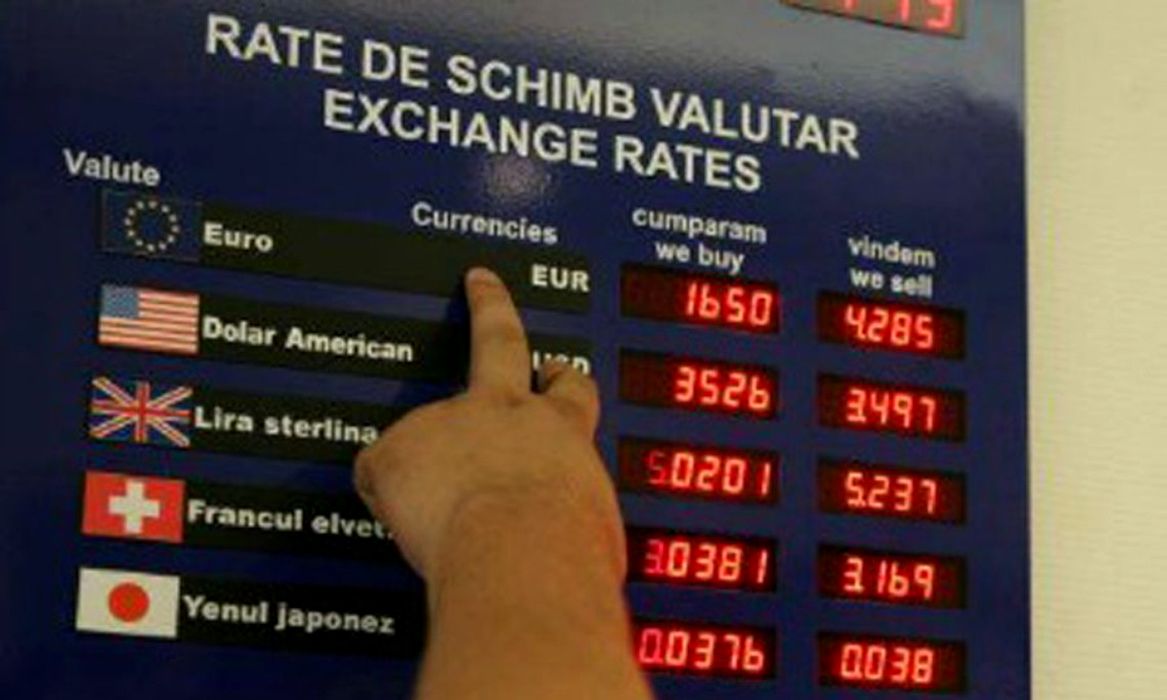 RATE DE SCHIMB VALUTAR
EXCHANGE RATES
Valute
Currencies
cumparam
we buy
vindem
we sell
Euro EUR 1650 4.285
Dolar American 3526 3.497
Lira sterlina 5.0201 5.237
Francul 3.0381 3.169
Yenul japonez 0.0376 0.038